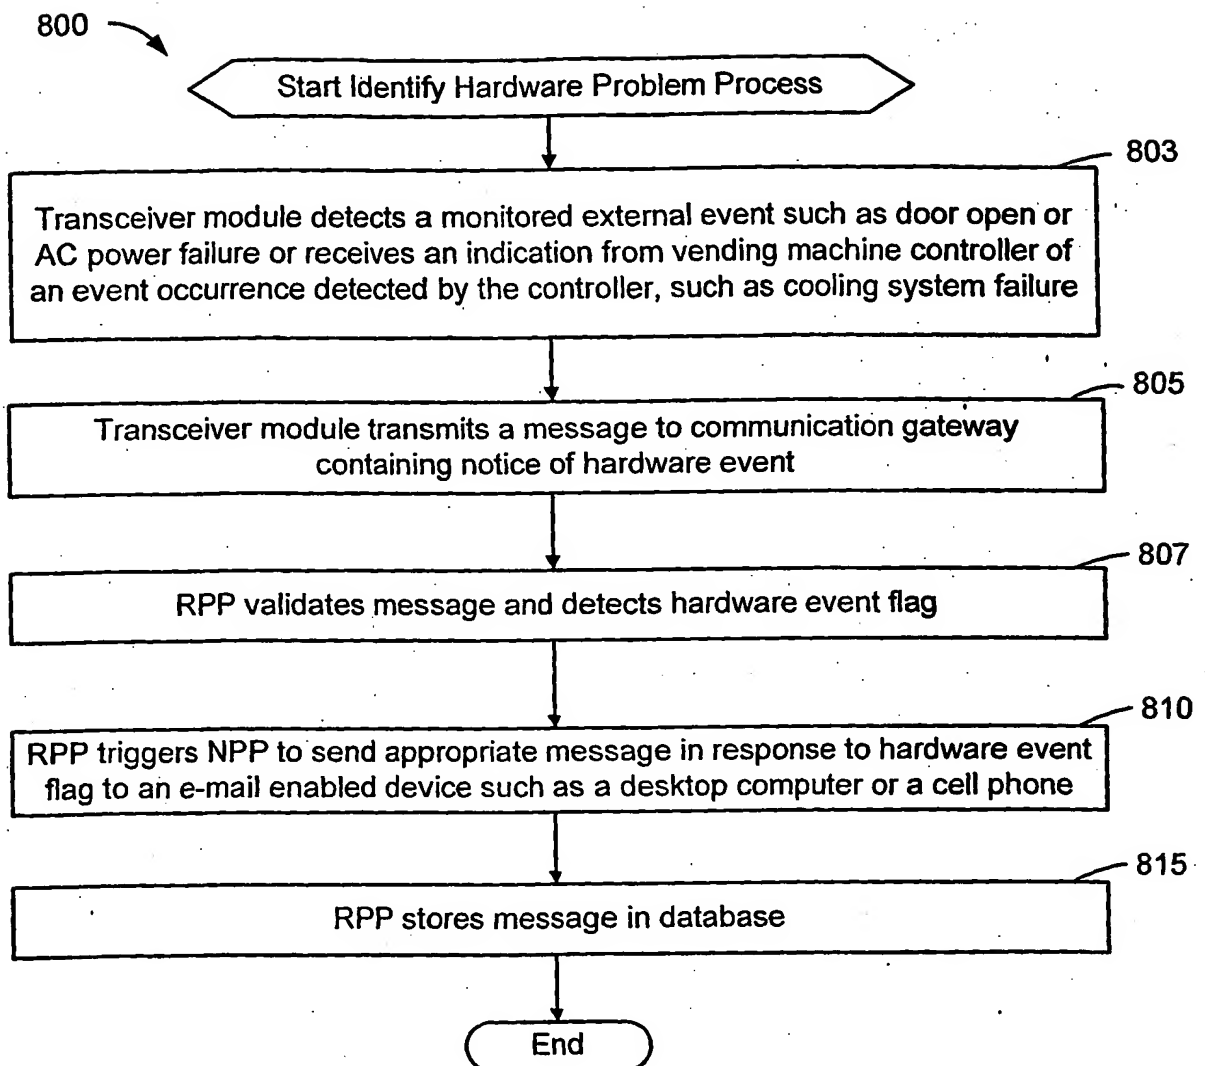 800
Start Identify Hardware Problem Process
803
Transceiver module detects a monitored external event such as door open or
AC power failure or receives an indication from vending machine controller of
an event occurrence detected by the controller, such as cooling system failure
805
Transceiver module transmits a message to communication gateway
containing notice of hardware event
807
RPP validates message and detects hardware event flag
810
RPP triggers NPP to send appropriate message in response to hardware event
flag to an e-mail enabled device such as a desktop computer or a cell phone
815
RPP stores message in database
End